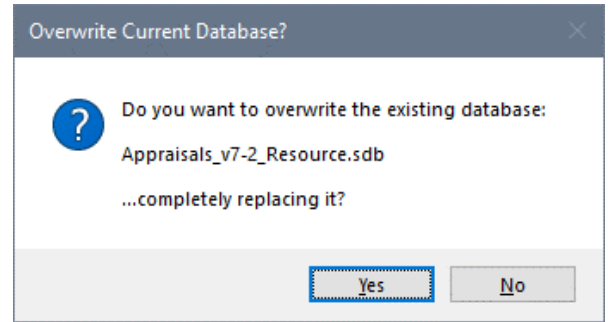 Overwrite Current Database?
Do you want to overwrite the existing database:
Appraisals_v7-2_Resource.sdb
...completely replacing it?
Yes
No